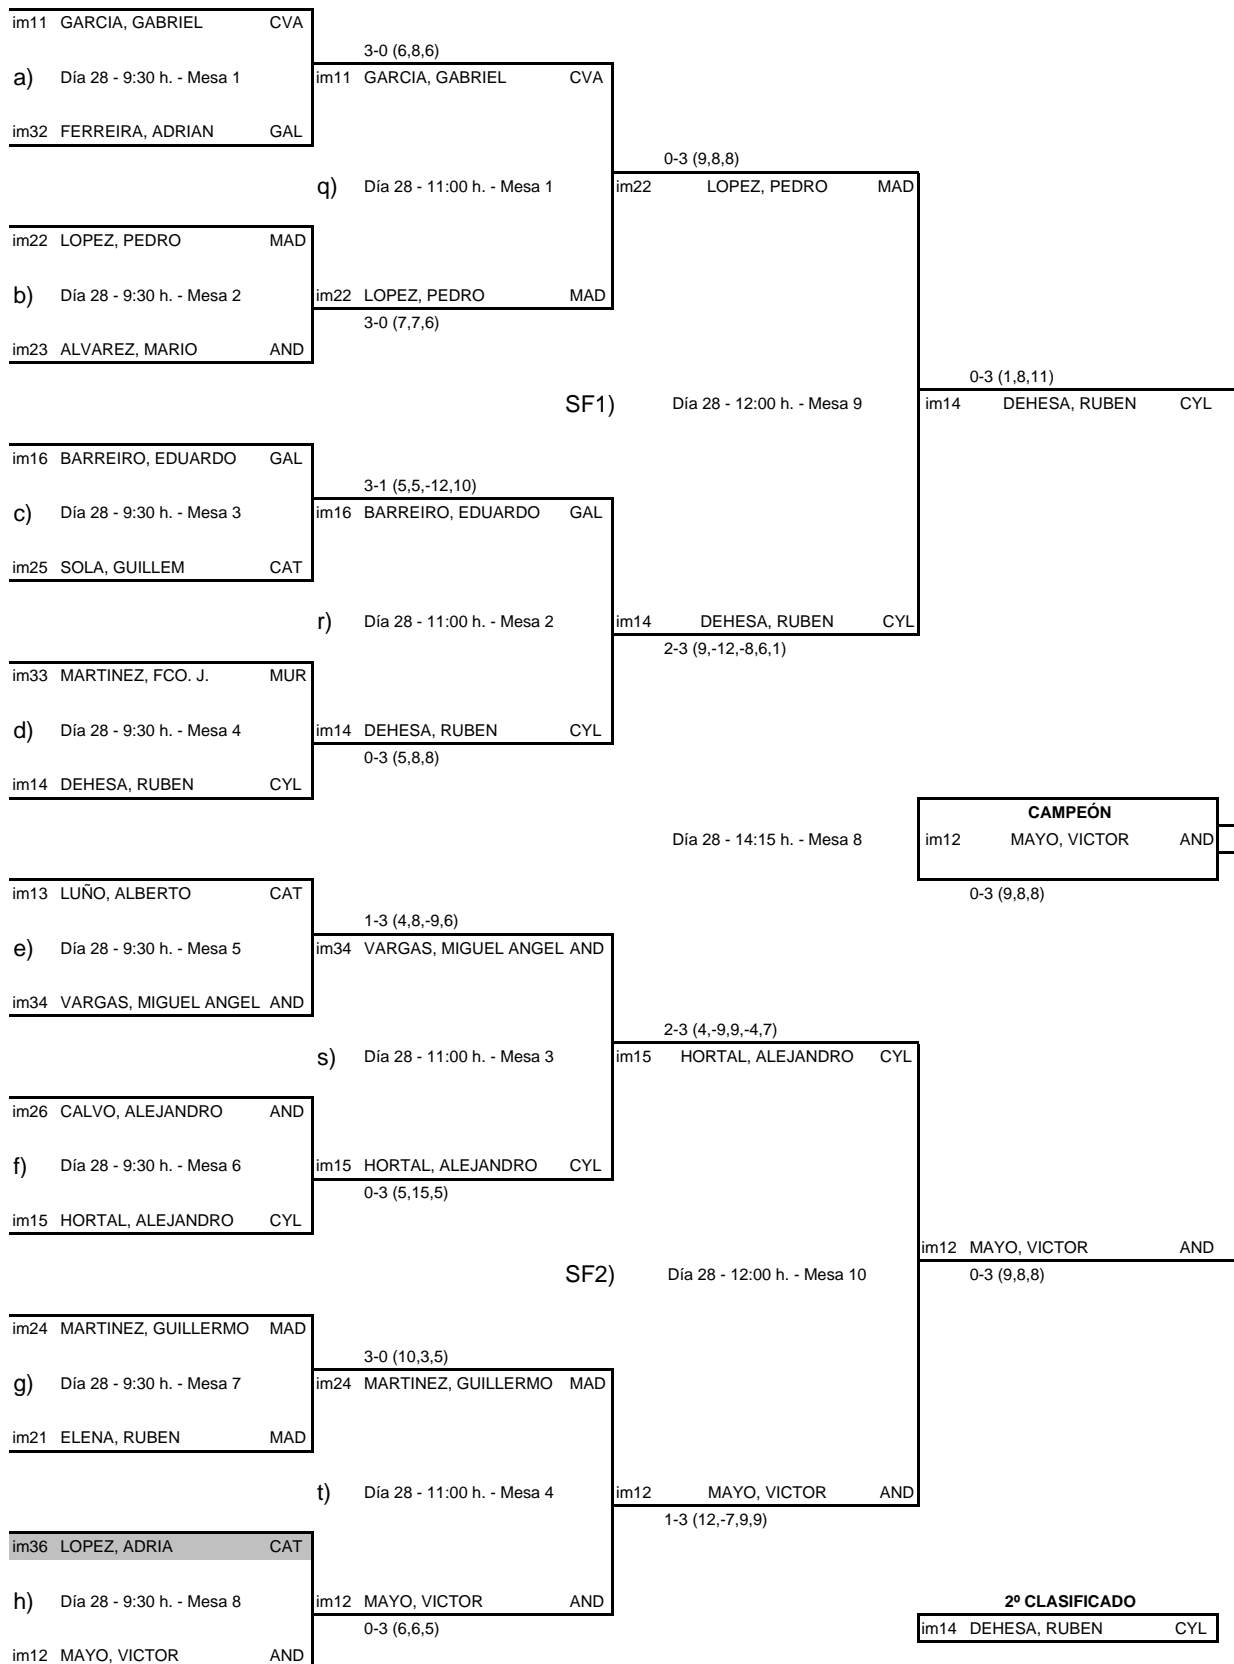 im11 GARCIA, GABRIEL CVA
3-0 (6,8,6)
a) Día 28 - 9:30 h. - Mesa 1 im11 GARCIA, GABRIEL CVA
im32 FERREIRA, ADRIAN GAL
0-3 (9,8,8)
q) Día 28 - 11:00 h. - Mesa 1 im22 LOPEZ, PEDRO MAD
im22 LOPEZ, PEDRO MAD
b) Día 28 - 9:30 h. - Mesa 2 im22 LOPEZ, PEDRO MAD
3-0 (7,7,6)
im23 ALVAREZ, MARIO AND
0-3 (1,8,11)
SF1) Día 28 - 12:00 h. - Mesa 9 im14 DEHESA, RUBEN CYL
im16 BARREIRO, EDUARDO GAL
3-1 (5,5,-12,10)
c) Día 28 - 9:30 h. - Mesa 3 im16 BARREIRO, EDUARDO GAL
im25 SOLA, GUILLEM CAT
r) Día 28 - 11:00 h. - Mesa 2 im14 DEHESA, RUBEN CYL
2-3 (9,-12,-8,6,1)
im33 MARTINEZ, FCO. J. MUR
d) Día 28 - 9:30 h. - Mesa 4 im14 DEHESA, RUBEN CYL
0-3 (5,8,8)
im14 DEHESA, RUBEN CYL
CAMPEÓN
Día 28 - 14:15 h. - Mesa 8 im12 MAYO, VICTOR AND
im13 LUÑO, ALBERTO CAT 0-3 (9,8,8)
1-3 (4,8,-9,6)
e) Día 28 - 9:30 h. - Mesa 5 im34 VARGAS, MIGUEL ANGEL AND
im34 VARGAS, MIGUEL ANGEL AND
2-3 (4,-9,9,-4,7)
s) Día 28 - 11:00 h. - Mesa 3 im15 HORTAL, ALEJANDRO CYL
im26 CALVO, ALEJANDRO AND
f) Día 28 - 9:30 h. - Mesa 6 im15 HORTAL, ALEJANDRO CYL
0-3 (5,15,5)
im15 HORTAL, ALEJANDRO CYL
im12 MAYO, VICTOR AND
SF2) Día 28 - 12:00 h. - Mesa 10 0-3 (9,8,8)
im24 MARTINEZ, GUILLERMO MAD
3-0 (10,3,5)
g) Día 28 - 9:30 h. - Mesa 7 im24 MARTINEZ, GUILLERMO MAD
im21 ELENA, RUBEN MAD
t) Día 28 - 11:00 h. - Mesa 4 im12 MAYO, VICTOR AND
1-3 (12,-7,9,9)
im36 LOPEZ, ADRIA CAT
h) Día 28 - 9:30 h. - Mesa 8 im12 MAYO, VICTOR AND 2º CLASIFICADO
0-3 (6,6,5) im14 DEHESA, RUBEN CYL
im12 MAYO, VICTOR AND